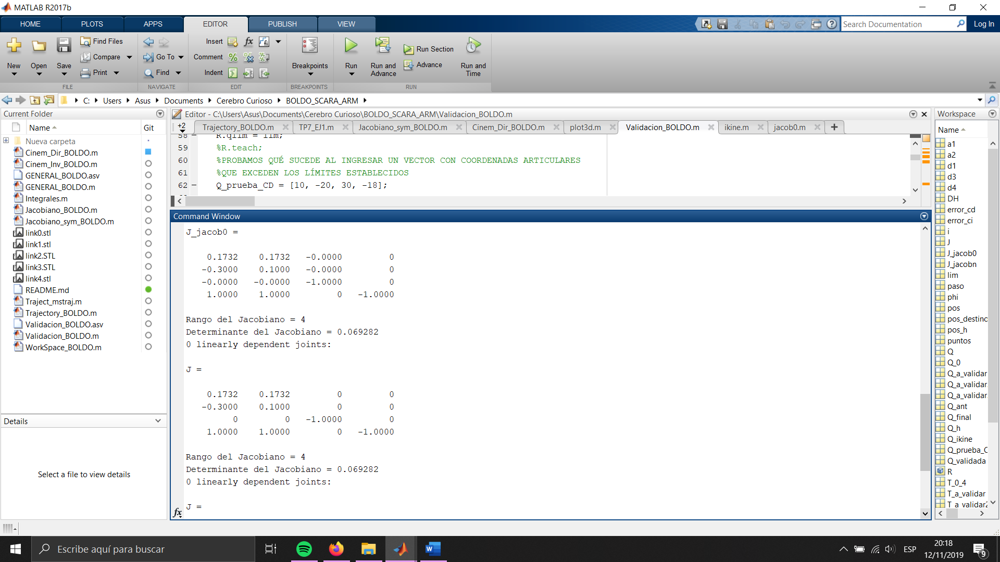 MATLAB R2017b
HOME PLOTS APPS EDITOR PUBLISH VIEW
Search Documentation Log In
New Open Save Find Files Compare Print
Go To Find
Insert Comment Indent
Breakpoints
Run Run and Advance Run Section Advance Run and Time
FILE NAVIGATE EDIT BREAKPOINTS RUN
C: Users Asus Documents Cerebro Curioso BOLDO_SCARA_ARM
Current Folder
Name Git
Nueva carpeta
Cinem_Dir_BOLDO.m
Cinem_Inv_BOLDO.m
GENERAL_BOLDO.asv
GENERAL_BOLDO.m
Integrales.m
Jacobiano_BOLDO.m
Jacobiano_sym_BOLDO.m
link0.stl
link1.stl
link2.STL
link3.STL
link4.stl
README.md
Traject_mstraj.m
Trajectory_BOLDO.m
Validacion_BOLDO.asv
Validacion_BOLDO.m
WorkSpace_BOLDO.m
Details
Select a file to view details
Editor - C:\Users\Asus\Documents\Cerebro Curioso\BOLDO_SCARA_ARM\Validacion_BOLDO.m
+2 Trajectory_BOLDO.m TP7_EJ1.m Jacobiano_sym_BOLDO.m Cinem_Dir_BOLDO.m plot3d.m Validacion_BOLDO.m ikine.m jacob0.m +
58 – R.qlim = lim;
59 %R.teach;
60 %PROBAMOS QUÉ SUCEDE AL INGRESAR UN VECTOR CON COORDENADAS ARTICULARES
61 %QUE EXCEDEN LOS LÍMITES ESTABLECIDOS
62 – Q_prueba_CD = [10, -20, 30, -18];
Command Window
J_jacob0 =
0.1732 0.1732 -0.0000 0
-0.3000 0.1000 -0.0000 0
-0.0000 -0.0000 -1.0000 0
1.0000 1.0000 0 -1.0000
Rango del Jacobiano = 4
Determinante del Jacobiano = 0.069282
0 linearly dependent joints:
J =
0.1732 0.1732 0 0
-0.3000 0.1000 0 0
0 0 -1.0000 0
1.0000 1.0000 0 -1.0000
Rango del Jacobiano = 4
Determinante del Jacobiano = 0.069282
0 linearly dependent joints:
J =
fx
Workspace
Name
a1
a2
d1
d3
d4
DH
error_cd
error_ci
i
J
J_jacob0
J_jacobn
lim
paso
phi
pos
pos_destino
pos_h
puntos
Q
Q_0
Q_a_validar
Q_a_validar
Q_a_validar
Q_ant
Q_final
Q_h
Q_ikine
Q_prueba_C
Q_validada
R
T_0_4
T_a_validar
T_a_validar2
Escribe aquí para buscar
ESP
20:18
12/11/2019
9